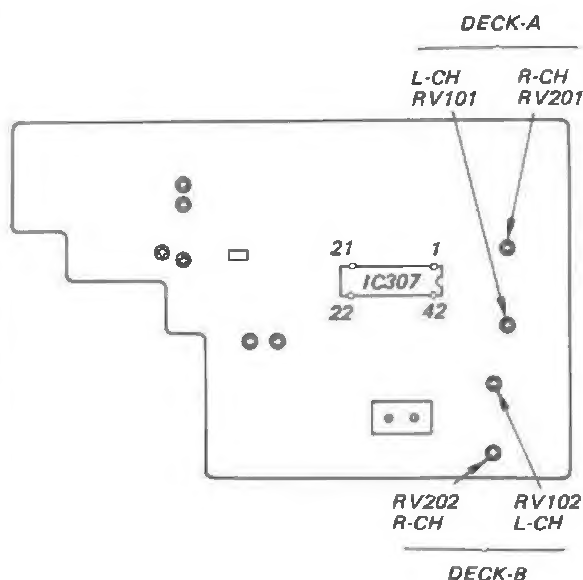 DECK-A
L-CH R-CH
RV101 RV201
21 1
IC307
22 42
RV202 RV102
R-CH L-CH
DECK-B